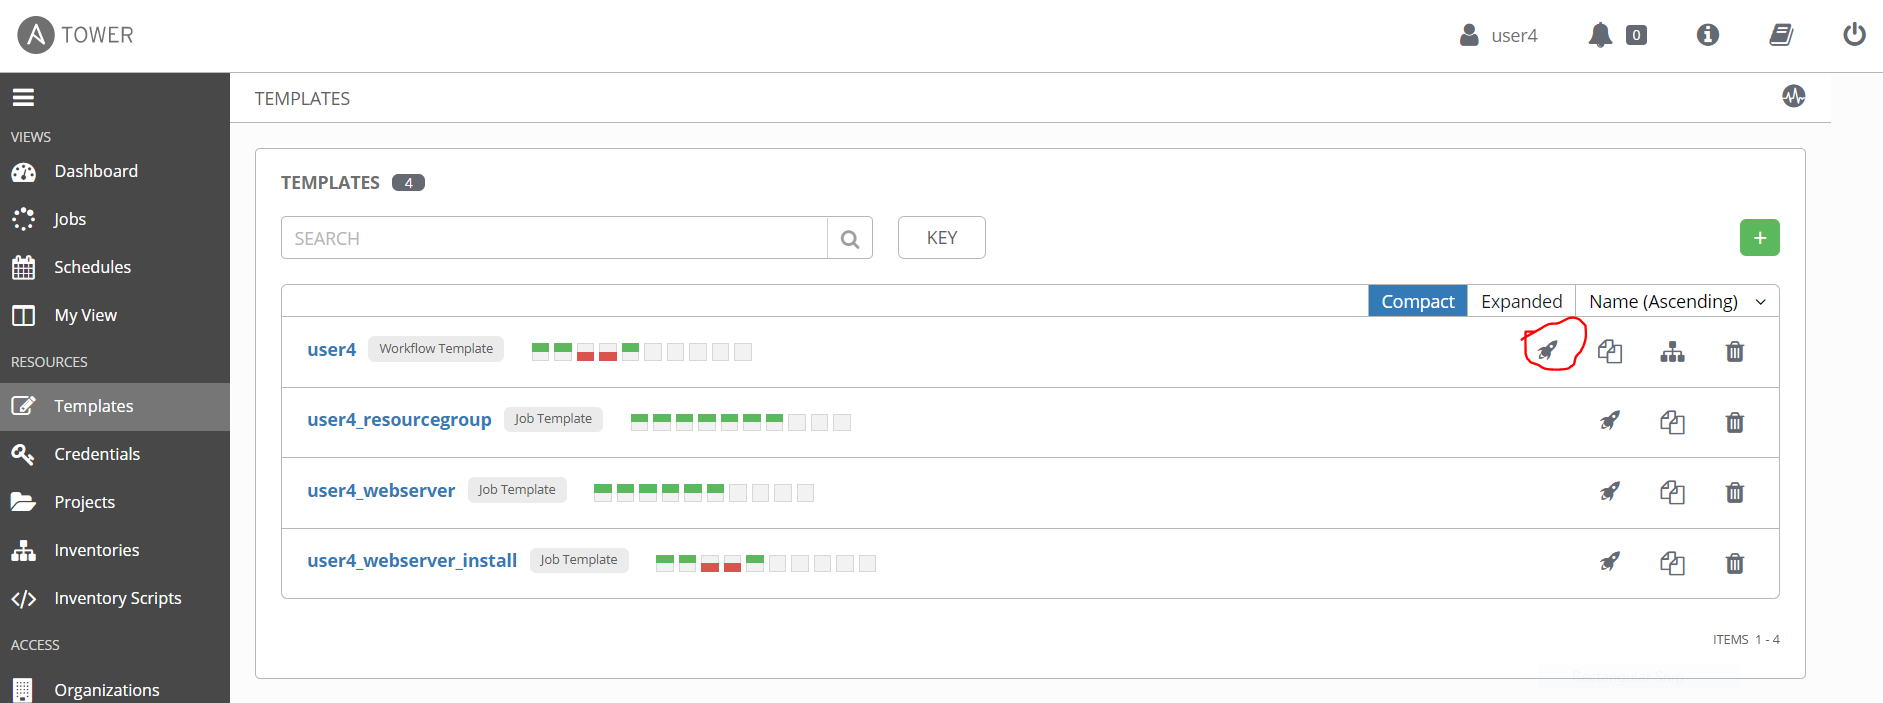 TOWER
user4
0
VIEWS
Dashboard
Jobs
Schedules
My View
RESOURCES
Templates
Credentials
Projects
Inventories
Inventory Scripts
ACCESS
Organizations
TEMPLATES
TEMPLATES 4
SEARCH
KEY
+
Compact Expanded Name (Ascending)
user4 Workflow Template
user4_resourcegroup Job Template
user4_webserver Job Template
user4_webserver_install Job Template
ITEMS 1 - 4